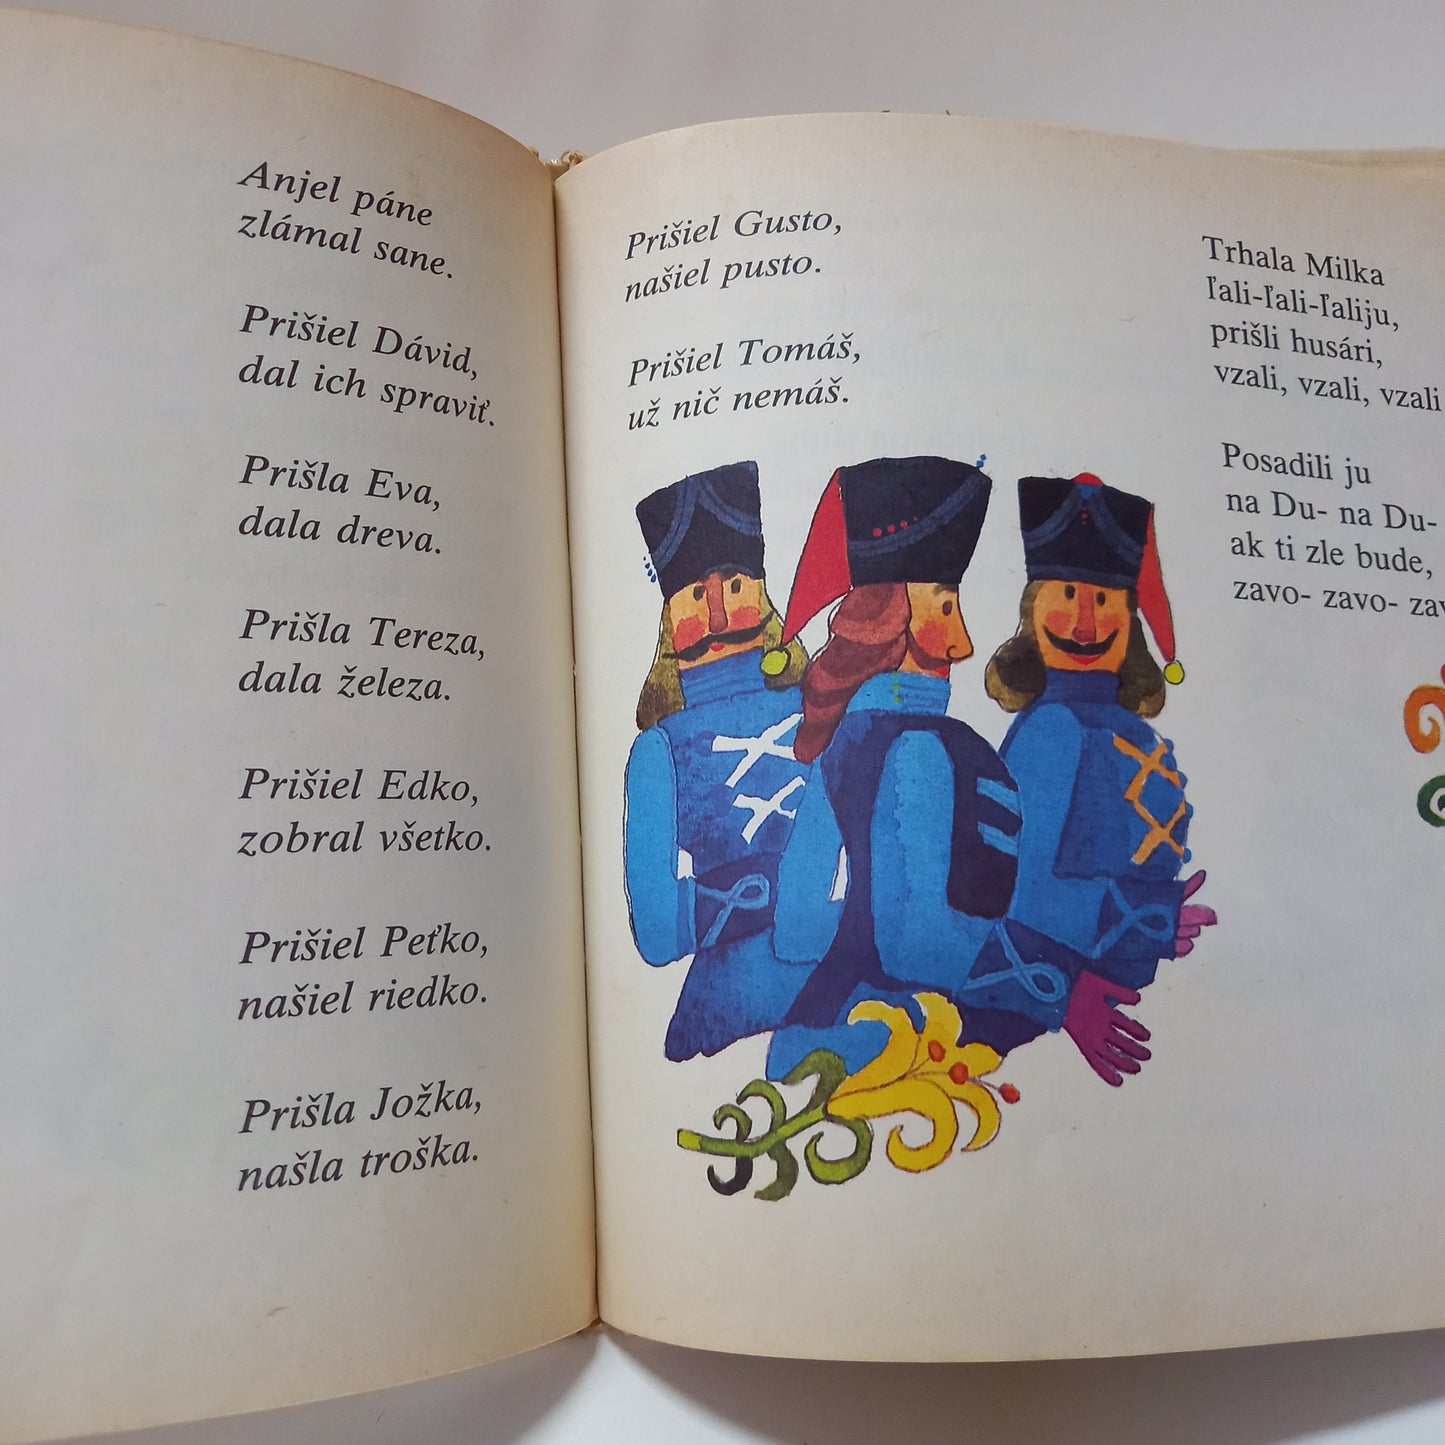 Anjel páne
zlámal sane.
Prišiel Dávid,
dal ich spraviť.
Prišla Eva,
dala dreva.
Prišla Tereza,
dala železa.
Prišiel Edko,
zobral všetko.
Prišiel Peťko,
našiel riedko.
Prišla Jožka,
našla troška.
Prišiel Gusto,
našiel pusto.
Prišiel Tomáš,
už nič nemáš.
Trhala Milka
ľali-ľali-ľaliju,
prišli husári,
vzali, vzali, vzali
Posadili ju
na Du- na Du-
ak ti zle bude,
zavo- zavo-